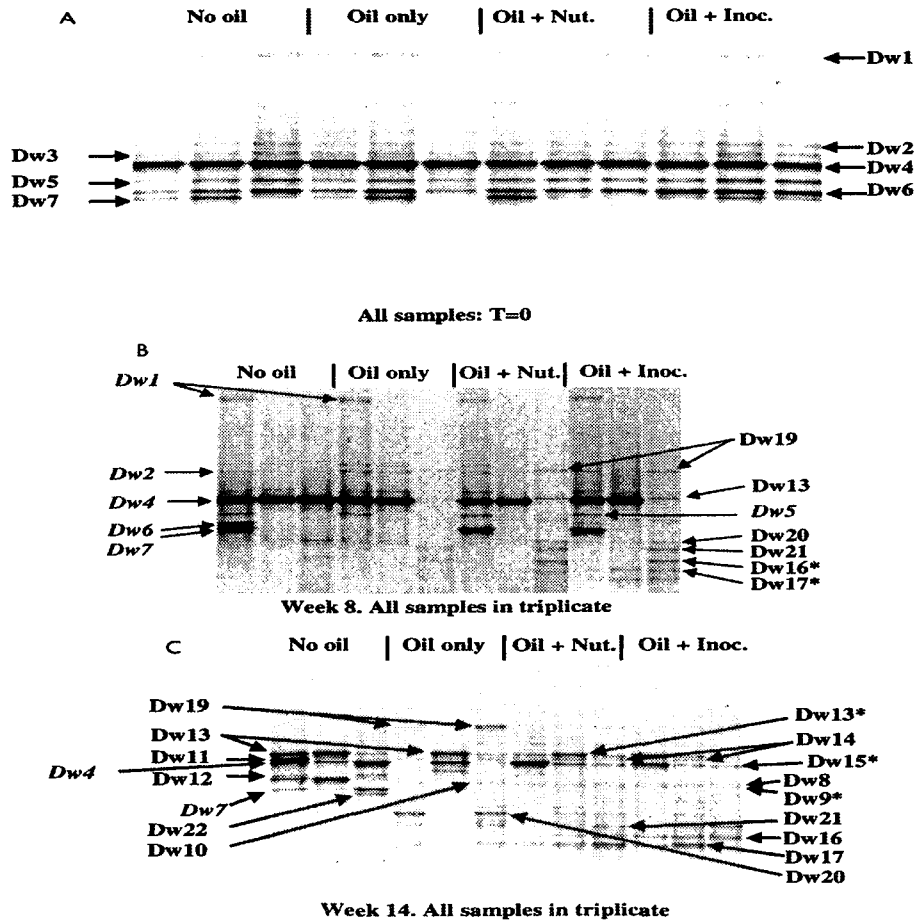 A
No oil | Oil only | Oil + Nut. | Oil + Inoc.
Dw1
Dw3
Dw2
Dw4
Dw5
Dw6
Dw7
All samples: T=0
B
No oil | Oil only | Oil + Nut. | Oil + Inoc.
Dw1
Dw19
Dw2
Dw13
Dw4
Dw5
Dw6
Dw20
Dw7
Dw21
Dw16*
Dw17*
Week 8. All samples in triplicate
C
No oil | Oil only | Oil + Nut. | Oil + Inoc.
Dw19
Dw13*
Dw13
Dw14
Dw11
Dw15*
Dw4
Dw12
Dw8
Dw9*
Dw7
Dw21
Dw22
Dw16
Dw10
Dw17
Dw20
Week 14. All samples in triplicate